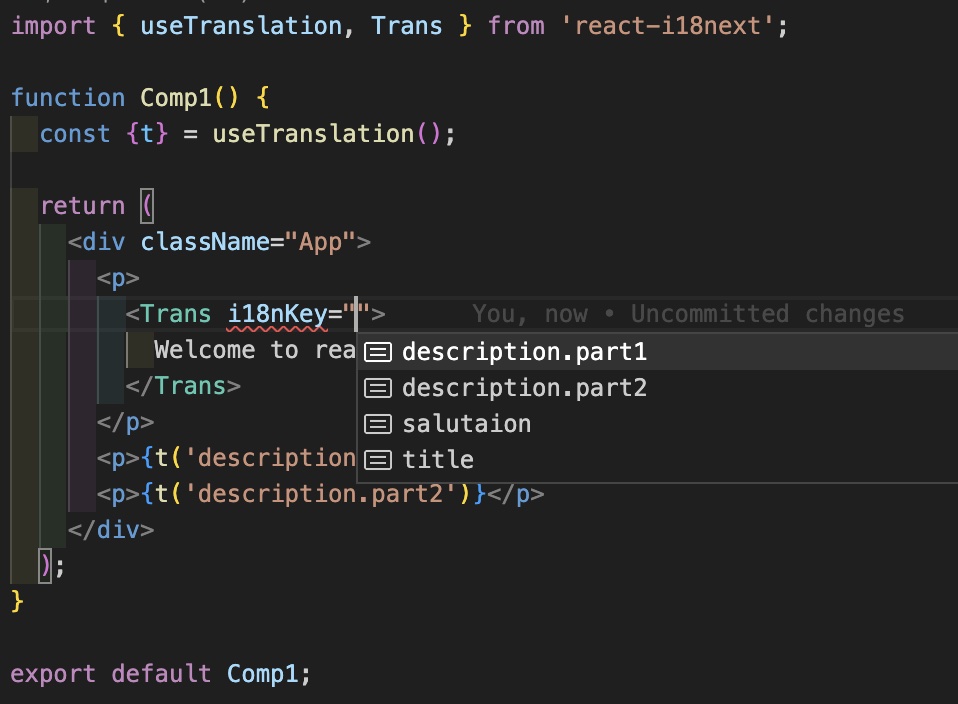 import { useTranslation, Trans } from 'react-i18next';
function Comp1() {
const {t} = useTranslation();
return (
<div className="App">
<p>
<Trans i18nKey=""> You, now • Uncommitted changes
Welcome to rea
description.part1
description.part2
salutaion
title
</Trans>
</p>
<p>{t('description
<p>{t('description.part2')}</p>
</div>
);
}
export default Comp1;